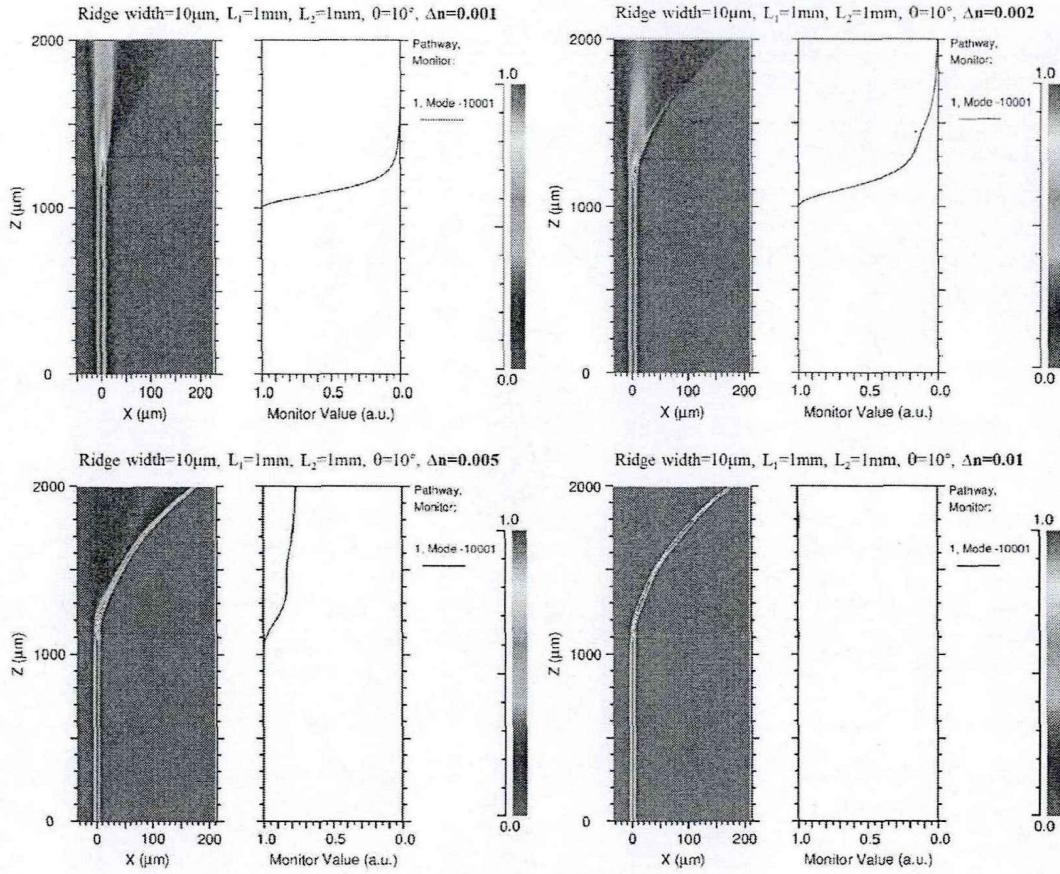 Ridge width=10μm, L₁=1mm, L₂=1mm, θ=10°, Δn=0.001
2000
1000
0
Z (μm)
0 100 200
X (μm)
1.0 0.5 0.0
Monitor Value (a.u.)
Pathway,
Monitor:
1, Mode -10001
1.0
0.0
Ridge width=10μm, L₁=1mm, L₂=1mm, θ=10°, Δn=0.002
2000
1000
0
Z (μm)
0 100 200
X (μm)
1.0 0.5 0.0
Monitor Value (a.u.)
Pathway,
Monitor:
1, Mode -10001
1.0
0.0
Ridge width=10μm, L₁=1mm, L₂=1mm, θ=10°, Δn=0.005
2000
1000
0
Z (μm)
0 100 200
X (μm)
1.0 0.5 0.0
Monitor Value (a.u.)
Pathway,
Monitor:
1, Mode -10001
1.0
0.0
Ridge width=10μm, L₁=1mm, L₂=1mm, θ=10°, Δn=0.01
2000
1000
0
Z (μm)
0 100 200
X (μm)
1.0 0.5 0.0
Monitor Value (a.u.)
Pathway,
Monitor:
1, Mode -10001
1.0
0.0